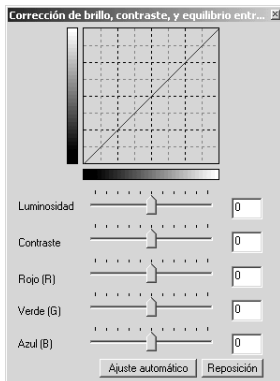 Corrección de brillo, contraste, y equilibrio entr...
Luminosidad 0
Contraste 0
Rojo (R) 0
Verde (G) 0
Azul (B) 0
Ajuste automático Reposición